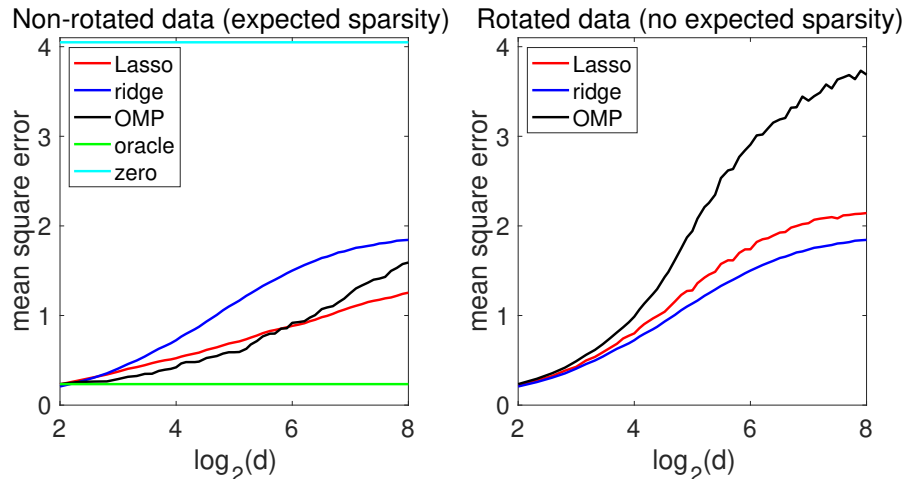 Non-rotated data (expected sparsity)
4
3
2
1
0
2
4
6
8
mean square error
log2(d)
Lasso
ridge
OMP
oracle
zero
Rotated data (no expected sparsity)
4
3
2
1
0
2
4
6
8
mean square error
log2(d)
Lasso
ridge
OMP